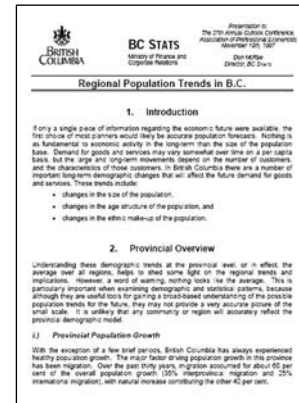 BRITISH
COLUMBIA
BC STATS
Ministry of Finance and
Corporate Relations
Presentation to
The 27th Annual Outlook Conference,
Association of Professional Economists
November 13th, 1997
Don McRae
Director, BC Stats
Regional Population Trends in B.C.
1. Introduction
If only a single piece of information regarding the economic future were available, the
first choice of most planners would likely be accurate population forecasts. Nothing is
as fundamental to economic activity in the long-term than the size of the population
base. Demand for goods and services may vary somewhat over time on a per capita
basis, but the large and long-term movements depend on the number of customers,
and the characteristics of those customers. In British Columbia there are a number of
important long-term demographic changes that will affect the future demand for goods
and services. These trends include:
• changes in the size of the population,
• changes in the age structure of the population, and
• changes in the ethnic make-up of the population.
2. Provincial Overview
Understanding these demographic trends at the provincial level, or in effect, the
average over all regions, helps to shed some light on the regional trends and
implications. However, a word of warning, nothing looks like the average. This is
particularly important when examining demographic and statistical patterns, because
although they are useful tools for gaining a broad-based understanding of the possible
population trends for the future, they may not provide a very accurate picture of the
small scale. It is unlikely that any community or region will accurately reflect the
provincial demographic model.
i.) Provincial Population Growth
With the exception of a few brief periods, British Columbia has always experienced
healthy population growth. The major factor driving population growth in this province
has been migration. Over the past thirty years, migration accounted for about 60 per
cent of the overall population growth (35% interprovincial migration and 25%
international migration), with natural increase contributing the other 40 per cent.